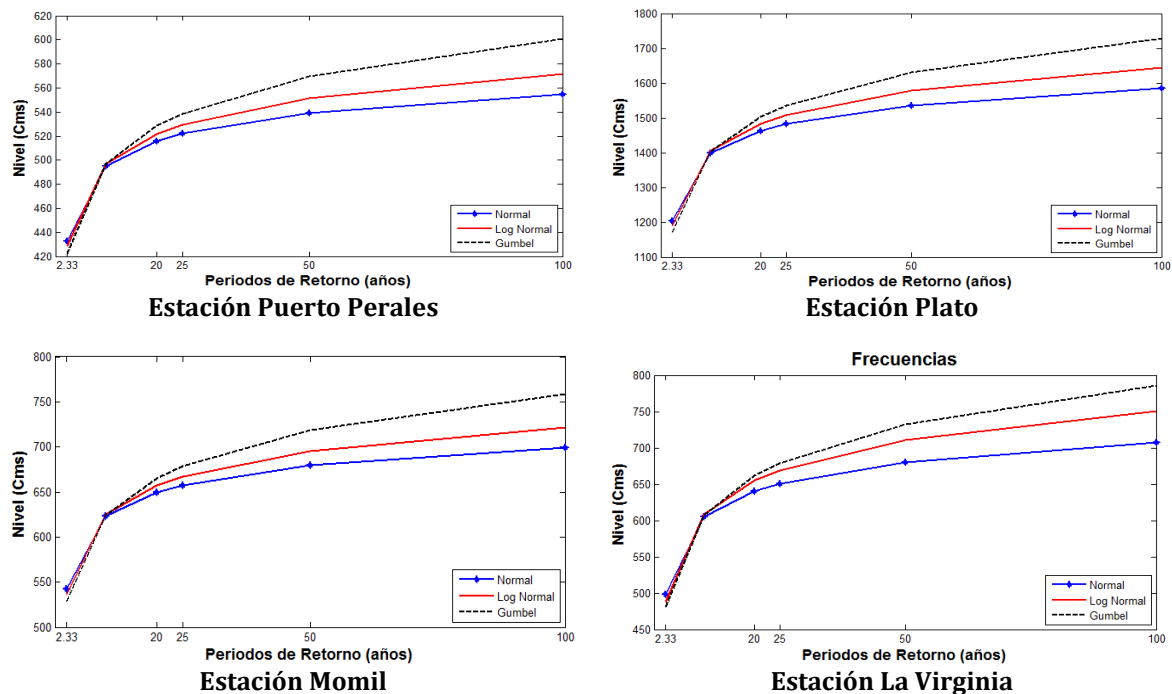 620
600
580
560
540
520
500
480
460
440
420
Nivel (Cms)
2.33
20
25
50
100
Periodos de Retorno (años)
Normal
Log Normal
Gumbel
Estación Puerto Perales
1800
1700
1600
1500
1400
1300
1200
1100
Nivel (Cms)
2.33
20
25
50
100
Periodos de Retorno (años)
Normal
Log Normal
Gumbel
Estación Plato
800
750
700
650
600
550
500
Nivel (Cms)
2.33
20
25
50
100
Periodos de Retorno (años)
Normal
Log Normal
Gumbel
Estación Momil
Frecuencias
800
750
700
650
600
550
500
450
Nivel (Cms)
2.33
20
25
50
100
Periodos de Retorno (años)
Normal
Log Normal
Gumbel
Estación La Virginia